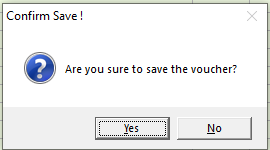 Confirm Save !
Are you sure to save the voucher?
Yes
No